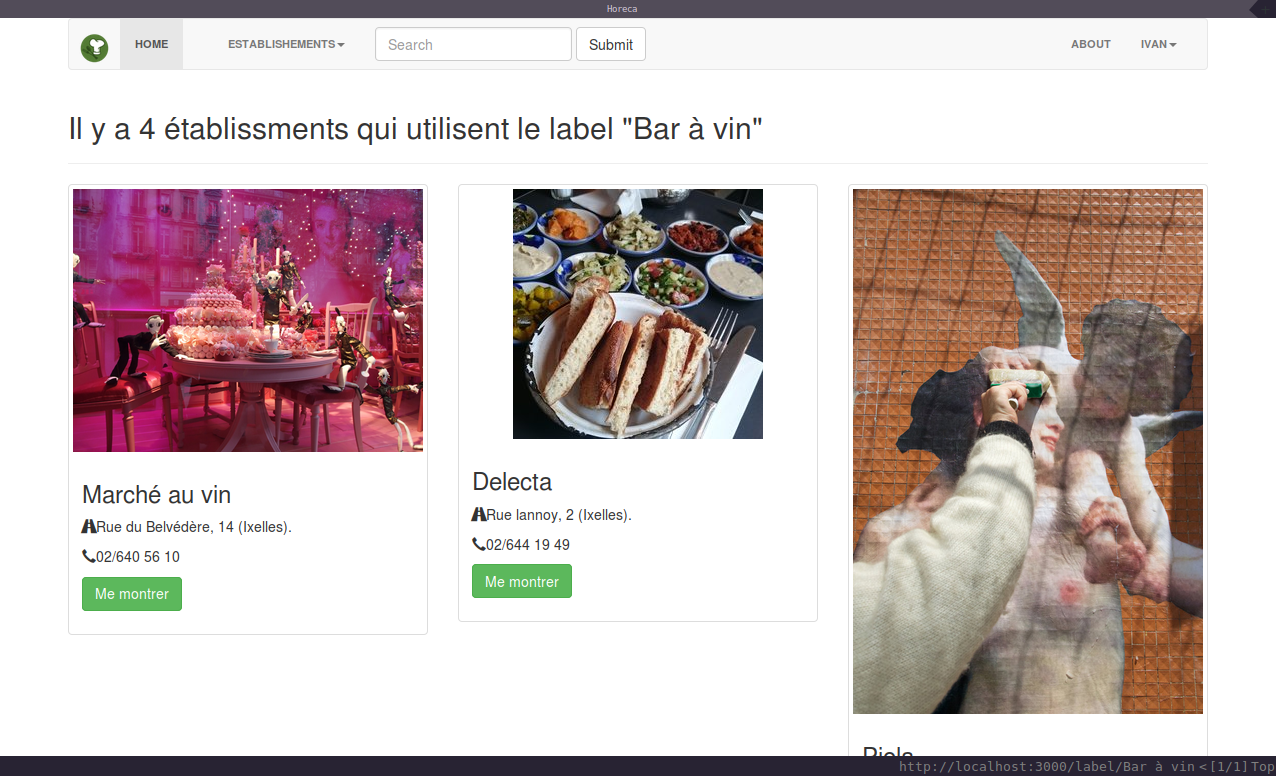 Horeca
HOME
ESTABLISHEMENTS
Search
Submit
ABOUT
IVAN
Il y a 4 établissments qui utilisent le label "Bar à vin"
Marché au vin
Rue du Belvédère, 14 (Ixelles).
02/640 56 10
Me montrer
Delecta
Rue lannoy, 2 (Ixelles).
02/644 19 49
Me montrer
http://localhost:3000/label/Bar à vin < [1/1] Top